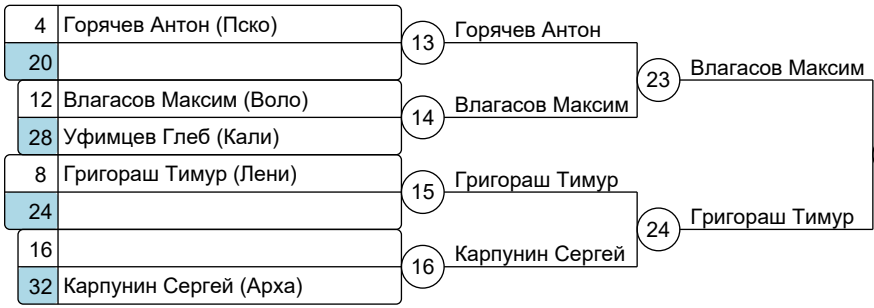 4 Горячев Антон (Пско)
13 Горячев Антон
20
23 Влагасов Максим
12 Влагасов Максим (Воло)
14 Влагасов Максим
28 Уфимцев Глеб (Кали)
8 Григораш Тимур (Лени)
15 Григораш Тимур
24
24 Григораш Тимур
16
16 Карпунин Сергей
32 Карпунин Сергей (Арха)